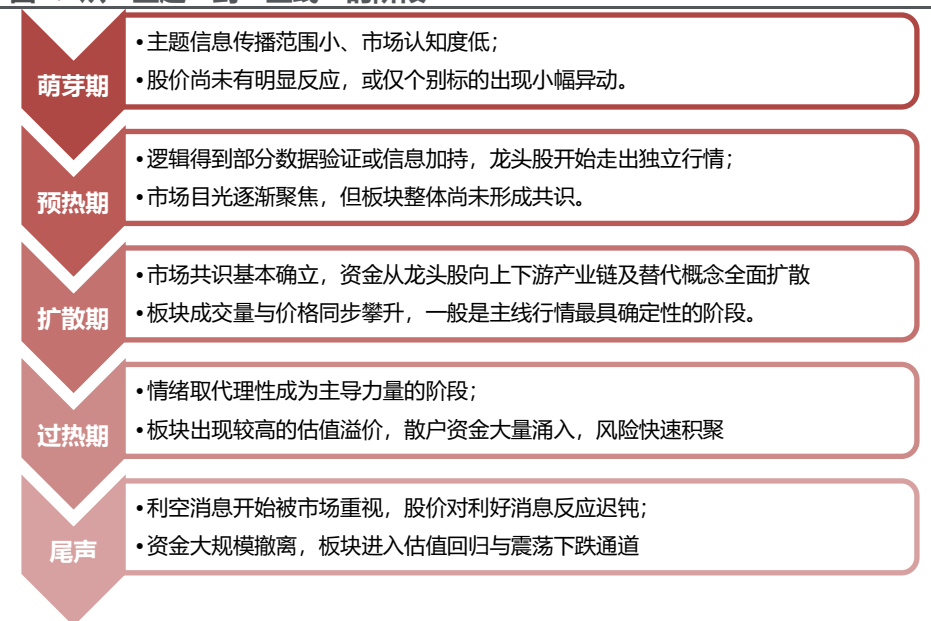 萌芽期
•主题信息传播范围小、市场认知度低；
•股价尚未有明显反应，或仅个别标的出现小幅异动。
预热期
•逻辑得到部分数据验证或信息加持，龙头股开始走出独立行情；
•市场目光逐渐聚焦，但板块整体尚未形成共识。
扩散期
•市场共识基本确立，资金从龙头股向上下游产业链及替代概念全面扩散
•板块成交量与价格同步攀升，一般是主线行情最具确定性的阶段。
过热期
•情绪取代理性成为主导力量的阶段；
•板块出现较高的估值溢价，散户资金大量涌入，风险快速积聚
尾声
•利空消息开始被市场重视，股价对利好消息反应迟钝；
•资金大规模撤离，板块进入估值回归与震荡下跌通道